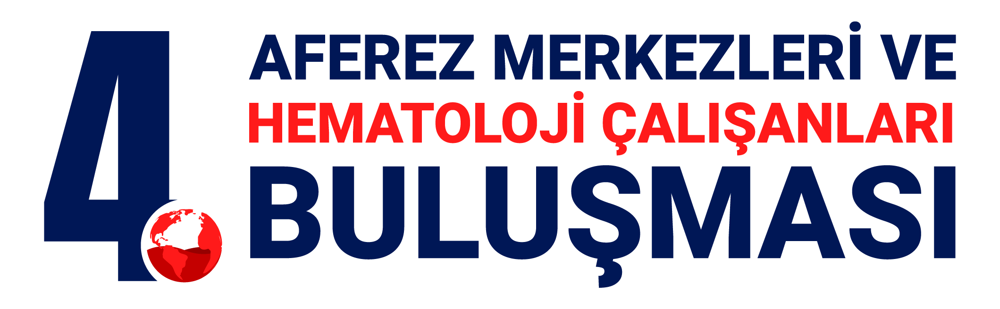 4.
AFEREZ MERKEZLERİ VE
HEMATOLOJİ ÇALIŞANLARI
BULUŞMASI